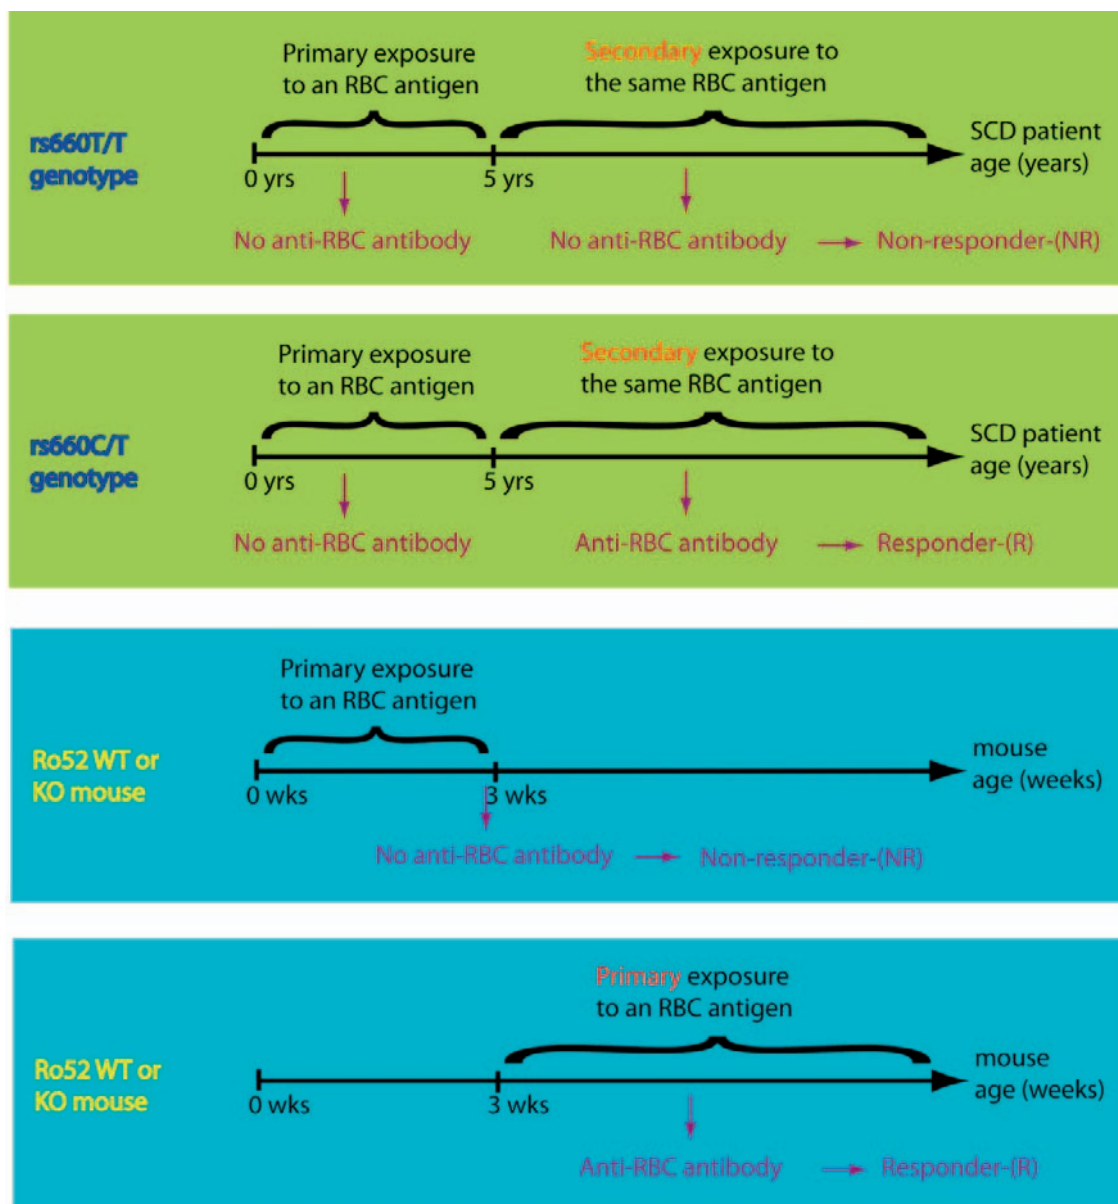 Primary exposure
to an RBC antigen
Secondary exposure to
the same RBC antigen
rs660T/T
genotype
0 yrs
5 yrs
SCD patient
age (years)
No anti-RBC antibody
No anti-RBC antibody
Non-responder-(NR)
Primary exposure
to an RBC antigen
Secondary exposure to
the same RBC antigen
rs660C/T
genotype
0 yrs
5 yrs
SCD patient
age (years)
No anti-RBC antibody
Anti-RBC antibody
Responder-(R)
Primary exposure
to an RBC antigen
Ro52 WT or
KO mouse
0 wks
3 wks
mouse
age (weeks)
No anti-RBC antibody
Non-responder-(NR)
Primary exposure
to an RBC antigen
Ro52 WT or
KO mouse
0 wks
3 wks
mouse
age (weeks)
Anti-RBC antibody
Responder-(R)